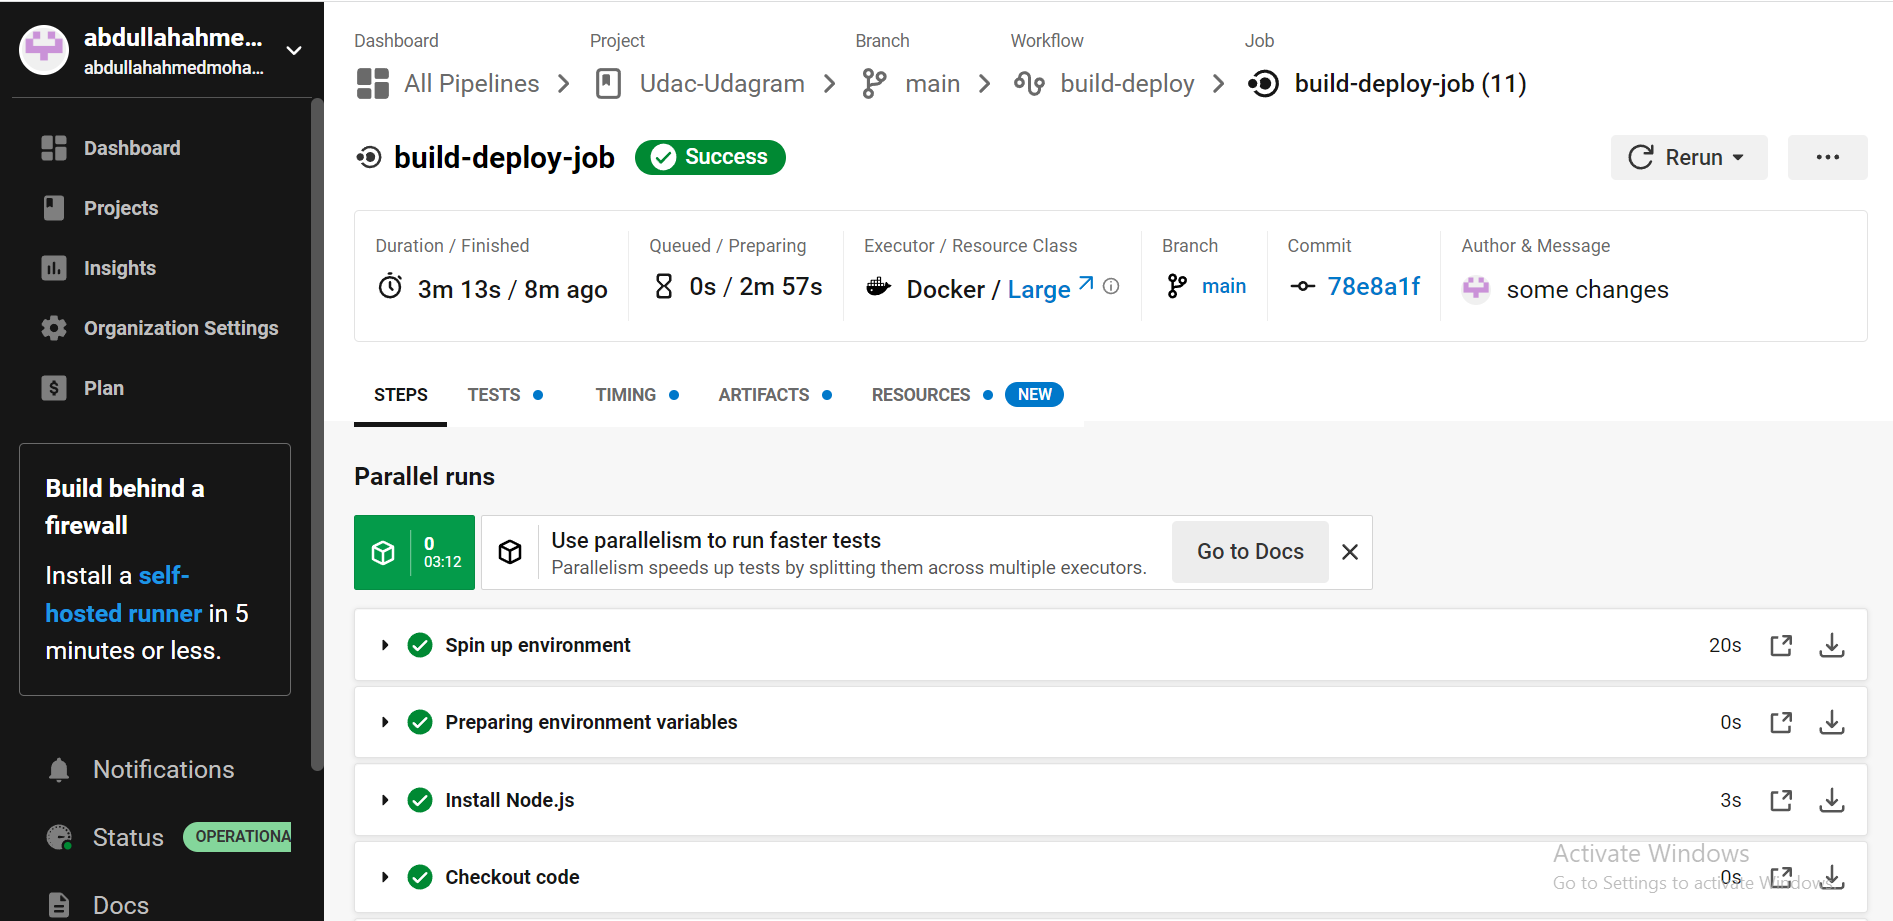 abdullahahme...
abdullahahmedmoha...
Dashboard
Projects
Insights
Organization Settings
Plan
Build behind a
firewall
Install a self-
hosted runner in 5
minutes or less.
Notifications
Status OPERATIONA
Docs
Dashboard Project Branch Workflow Job
All Pipelines Udac-Udagram main build-deploy build-deploy-job (11)
build-deploy-job Success Rerun
Duration / Finished Queued / Preparing Executor / Resource Class Branch Commit Author & Message
3m 13s / 8m ago 0s / 2m 57s Docker / Large main 78e8a1f some changes
STEPS TESTS TIMING ARTIFACTS RESOURCES NEW
Parallel runs
0
03:12
Use parallelism to run faster tests
Parallelism speeds up tests by splitting them across multiple executors.
Go to Docs
Spin up environment 20s
Preparing environment variables 0s
Install Node.js 3s
Checkout code 0s
Activate Windows
Go to Settings to activate Windows.